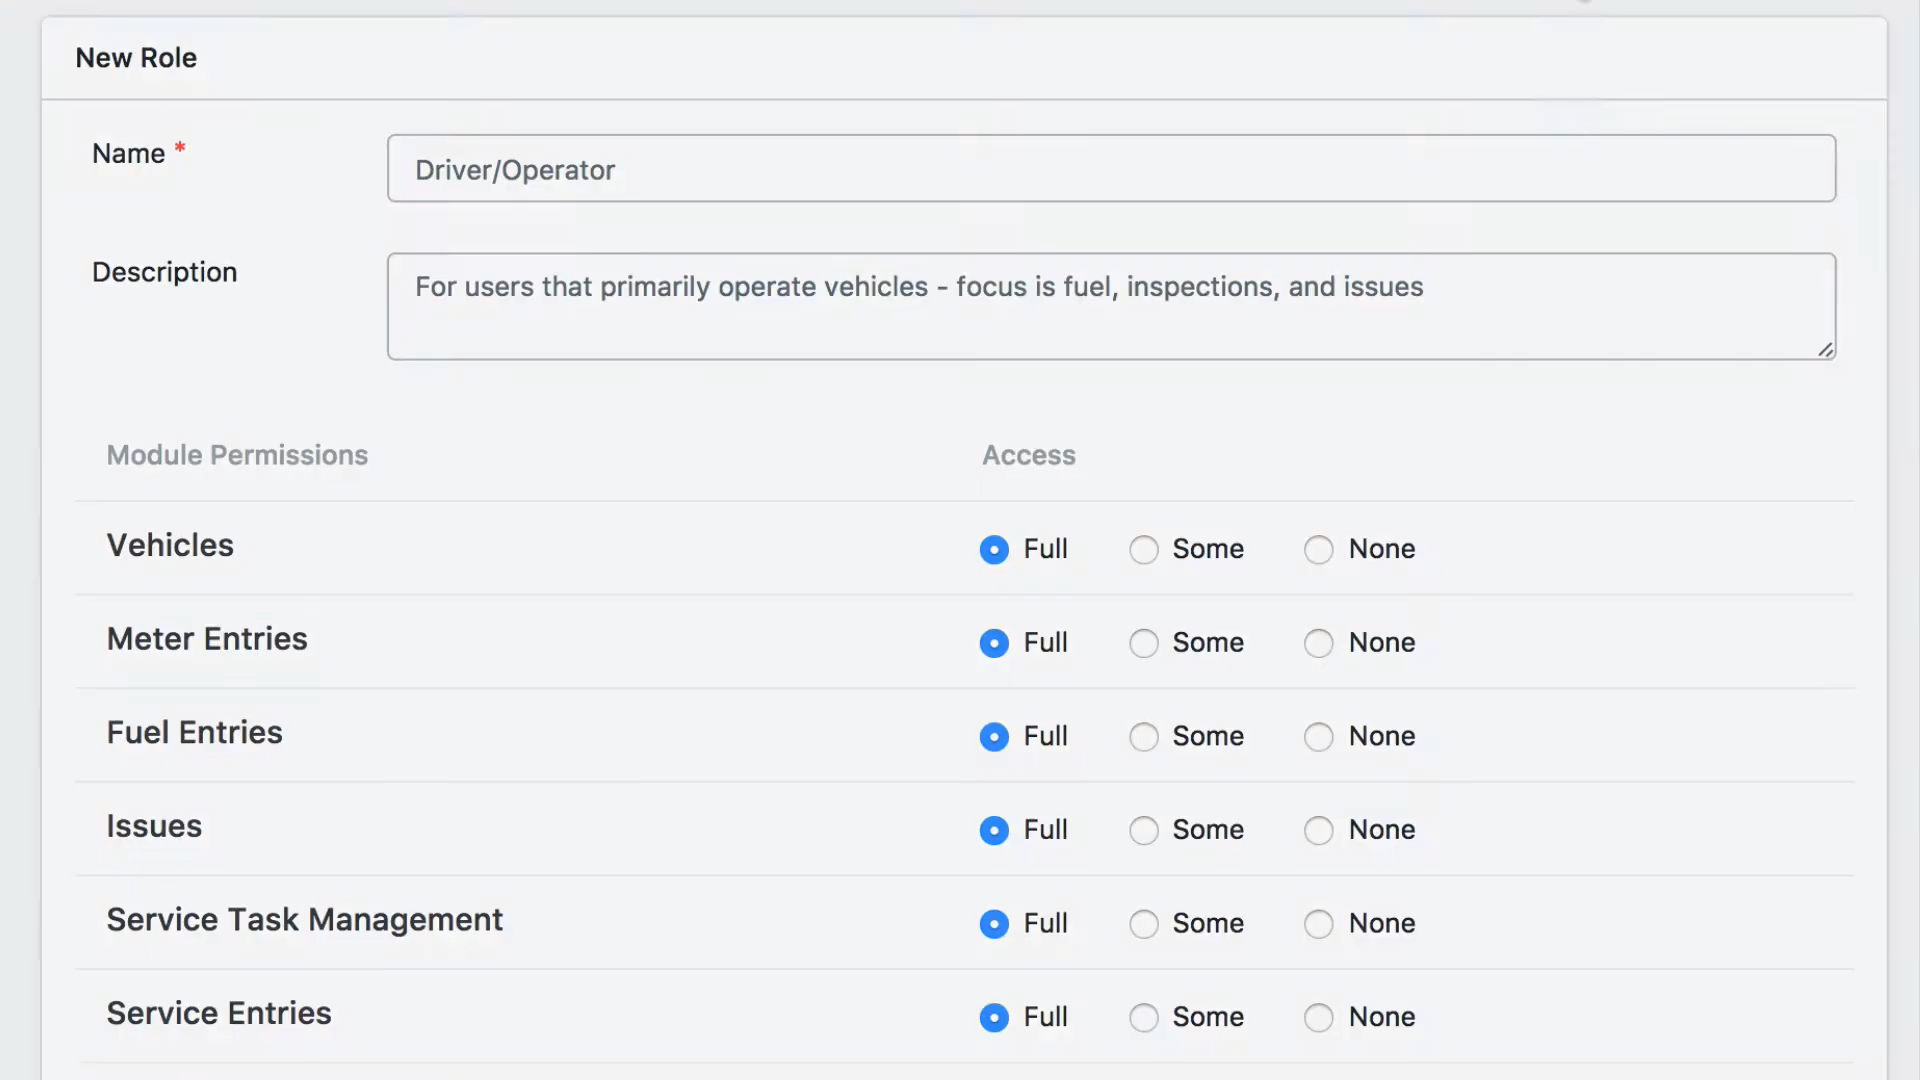 New Role
Name *
Driver/Operator
Description
For users that primarily operate vehicles - focus is fuel, inspections, and issues
Module Permissions Access
Vehicles Full Some None
Meter Entries Full Some None
Fuel Entries Full Some None
Issues Full Some None
Service Task Management Full Some None
Service Entries Full Some None